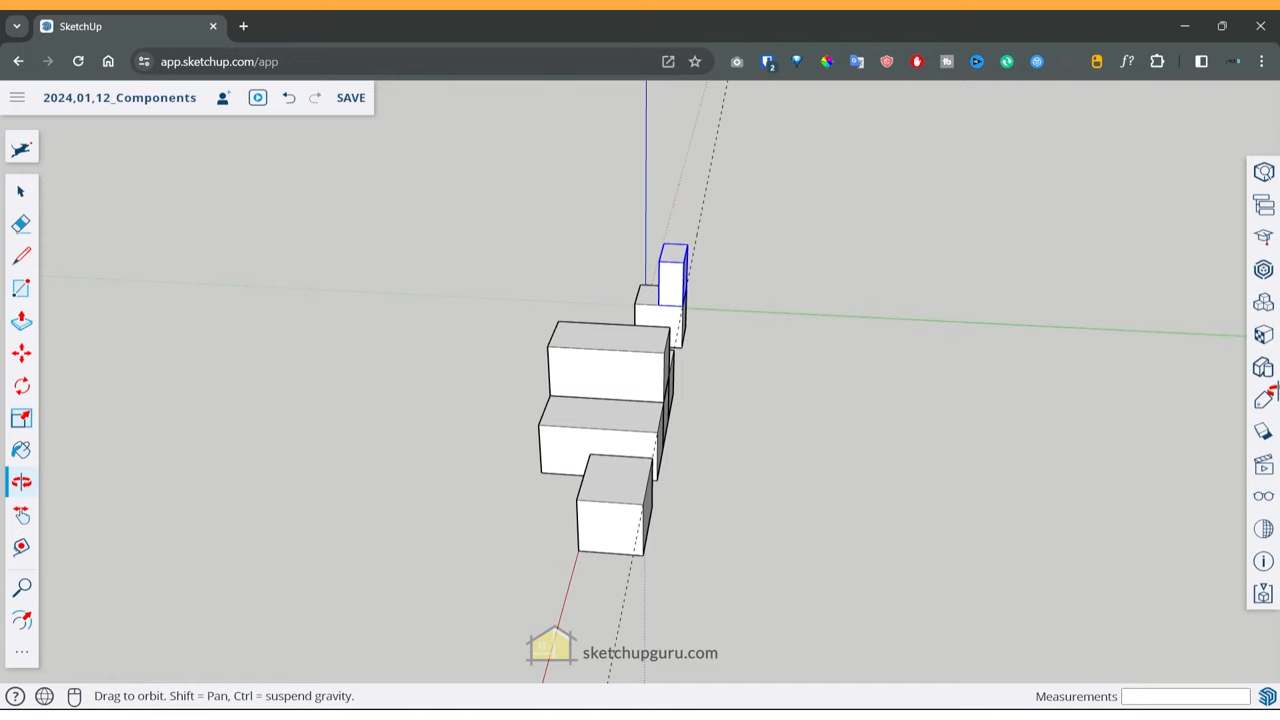 SketchUp
app.sketchup.com/app
2
f?
2024,01,12_Components
SAVE
sketchupguru.com
Drag to orbit. Shift = Pan, Ctrl = suspend gravity.
Measurements